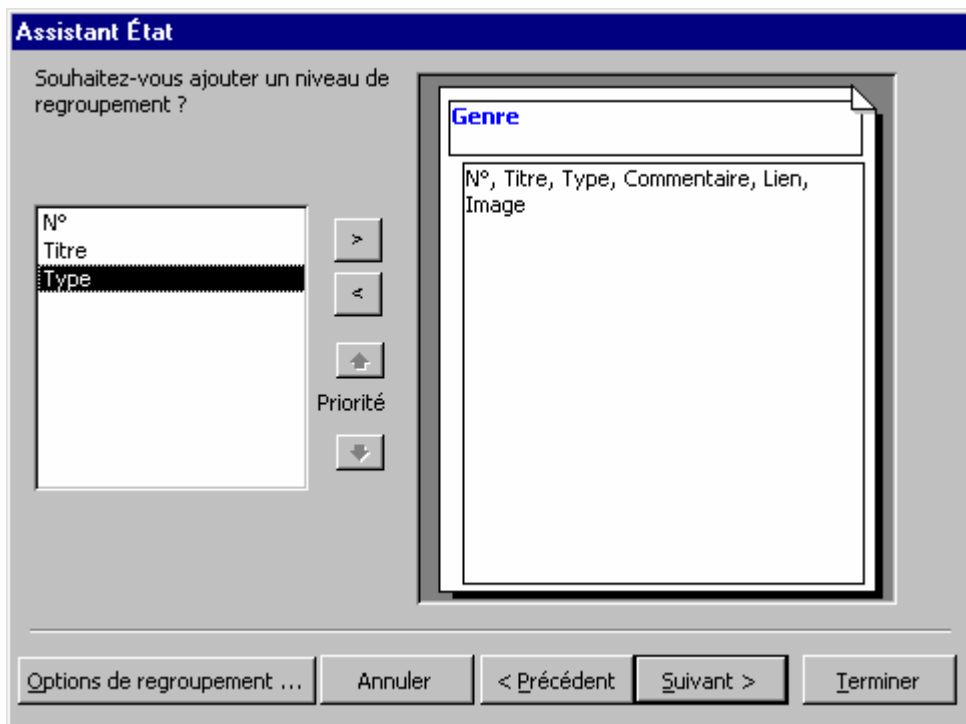 Assistant État
Souhaitez-vous ajouter un niveau de
regroupement ?
N°
Titre
Type
>
<
Priorité
Genre
N°, Titre, Type, Commentaire, Lien,
Image
Options de regroupement ...
Annuler
< Précédent
Suivant >
Terminer